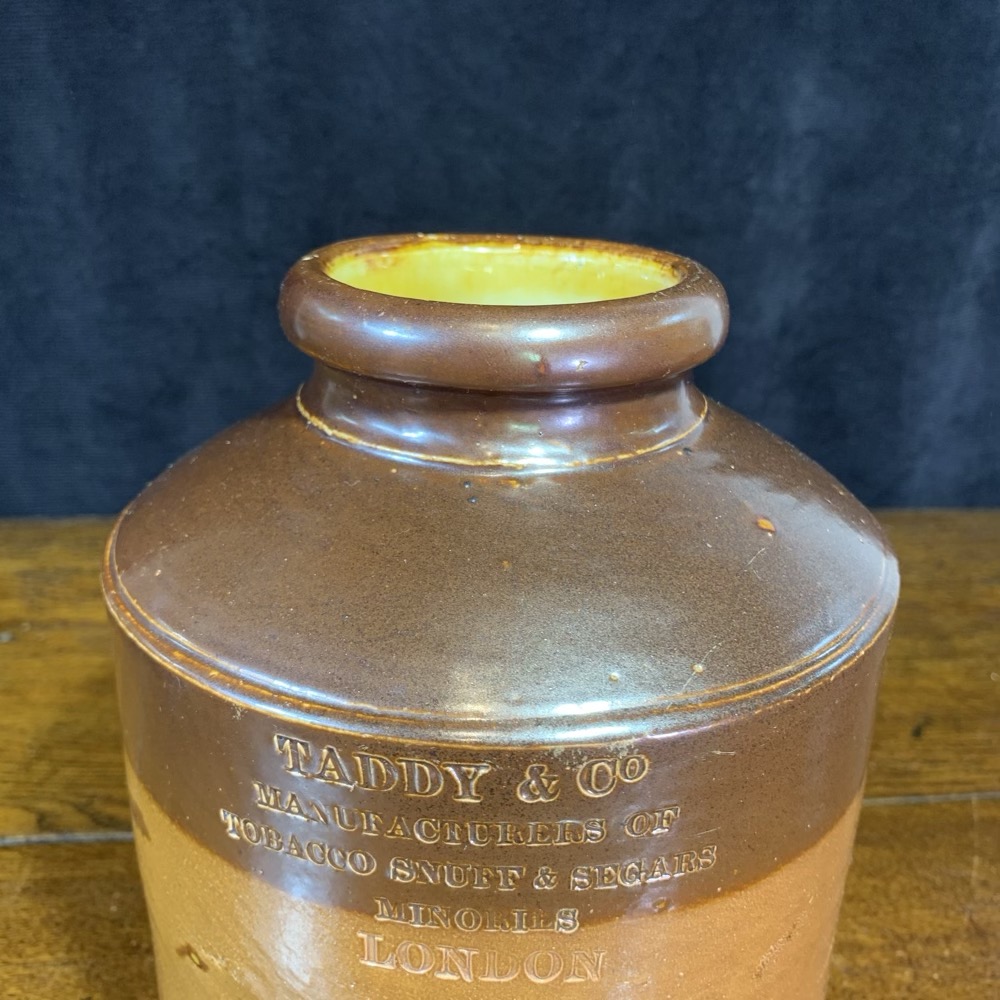 TADDY & Co
MANUFACTURERS OF
TOBACCO SNUFF & SEGARS
MINORIES
LONDON